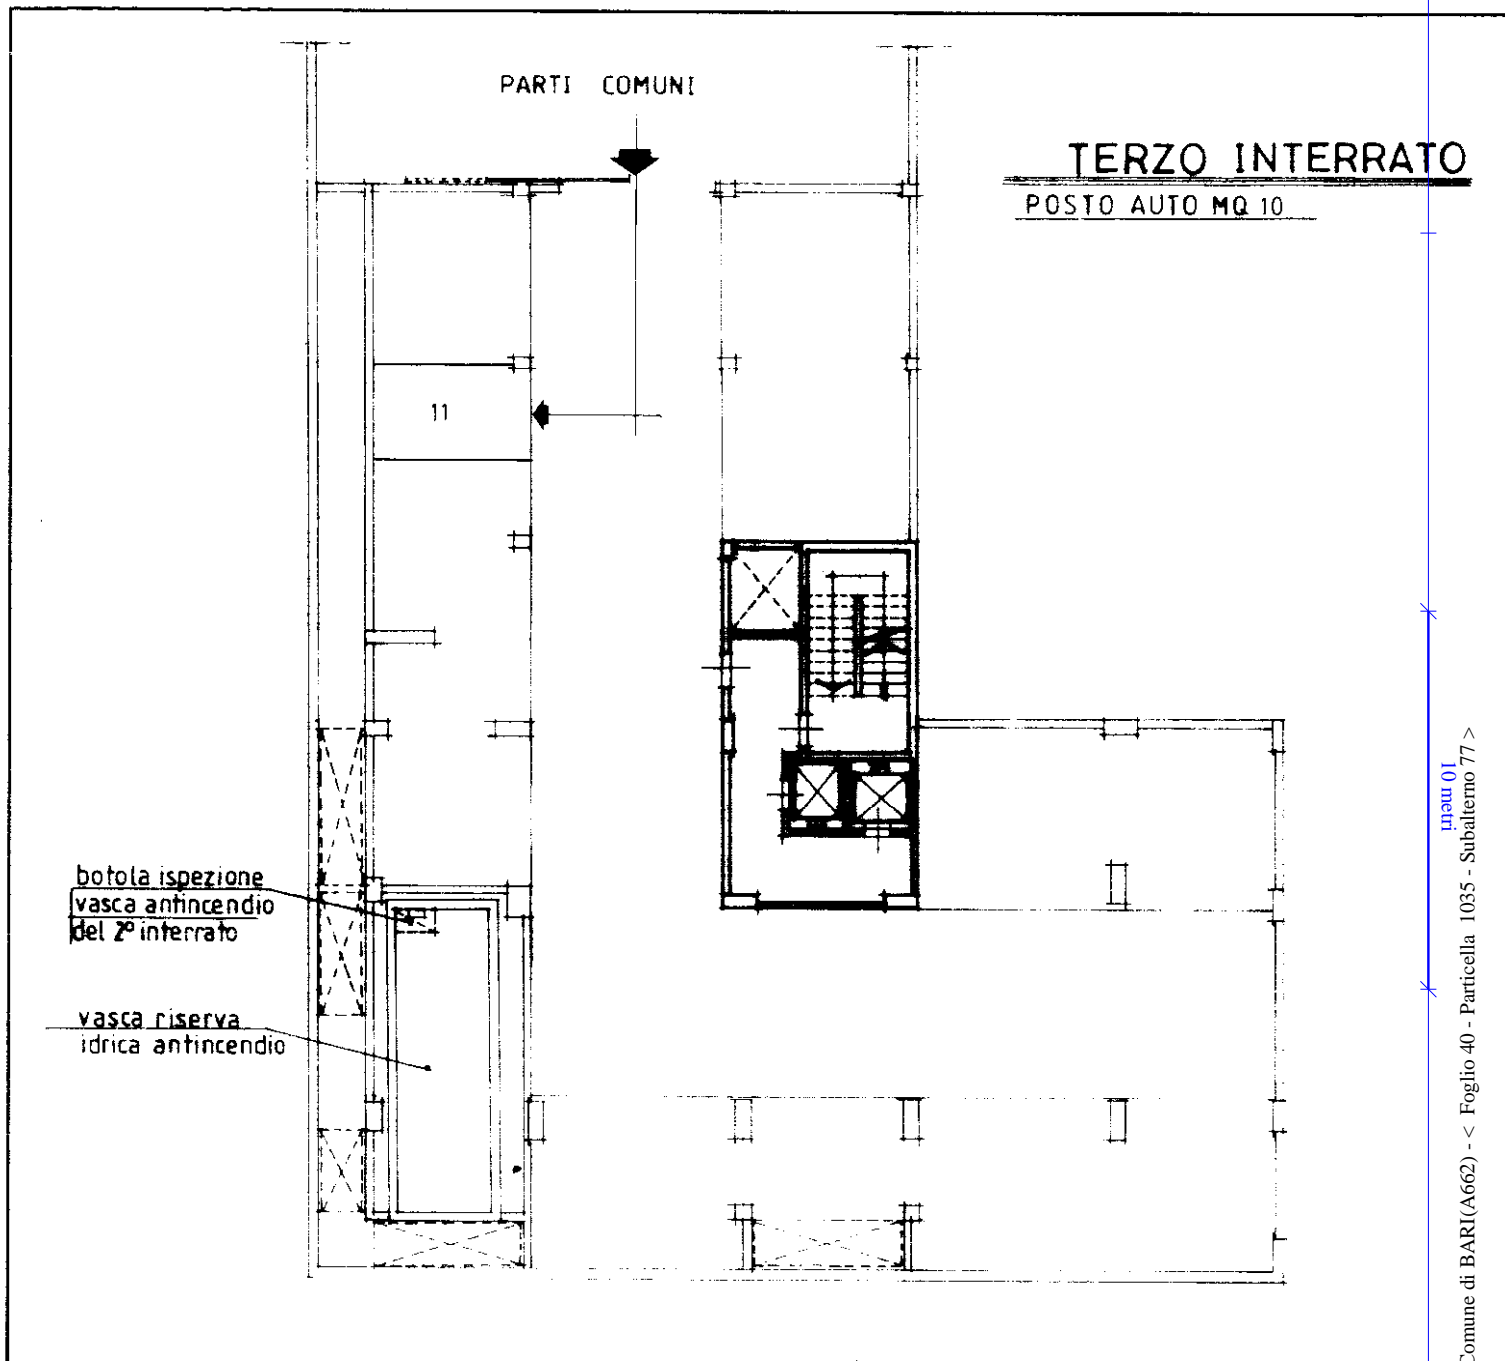 PARTI COMUNI
TERZO INTERRATO
POSTO AUTO MQ 10
11
botola ispezione
vasca antincendio
del 2° interrato
vasca riserva
idrica antincendio
10 metri
Comune di BARI(A662) - < Foglio 40 - Particella 1035 - Subalterno 77 >